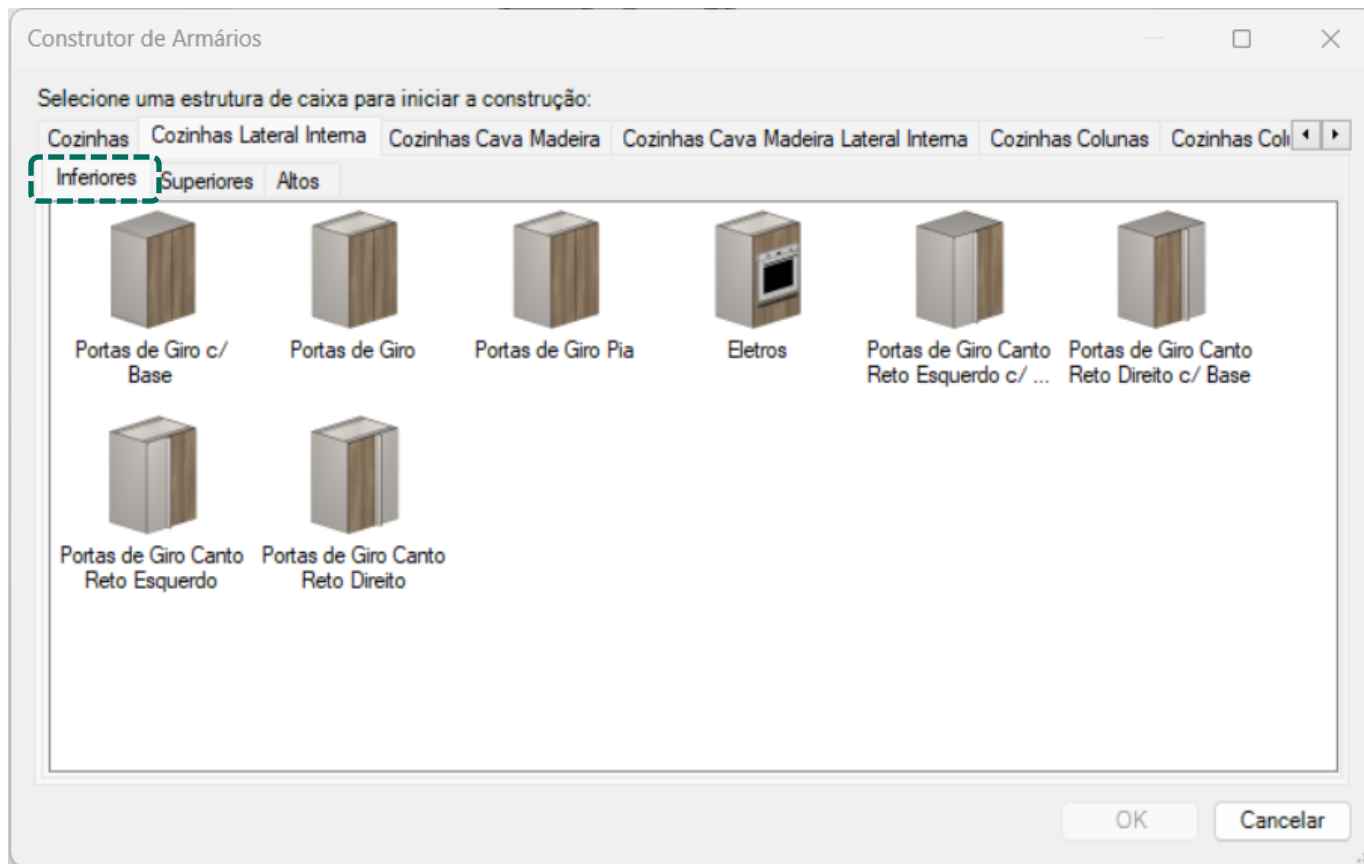 Construtor de Armários
Selecione uma estrutura de caixa para iniciar a construção:
Cozinhas Cozinhas Lateral Interna Cozinhas Cava Madeira Cozinhas Cava Madeira Lateral Interna Cozinhas Colunas Cozinhas Colu
Inferiores Superiores Altos
Portas de Giro c/
Base
Portas de Giro
Portas de Giro Pia
Eletros
Portas de Giro Canto
Reto Esquerdo c/ ...
Portas de Giro Canto
Reto Direito c/ Base
Portas de Giro Canto
Reto Esquerdo
Portas de Giro Canto
Reto Direito
OK Cancelar